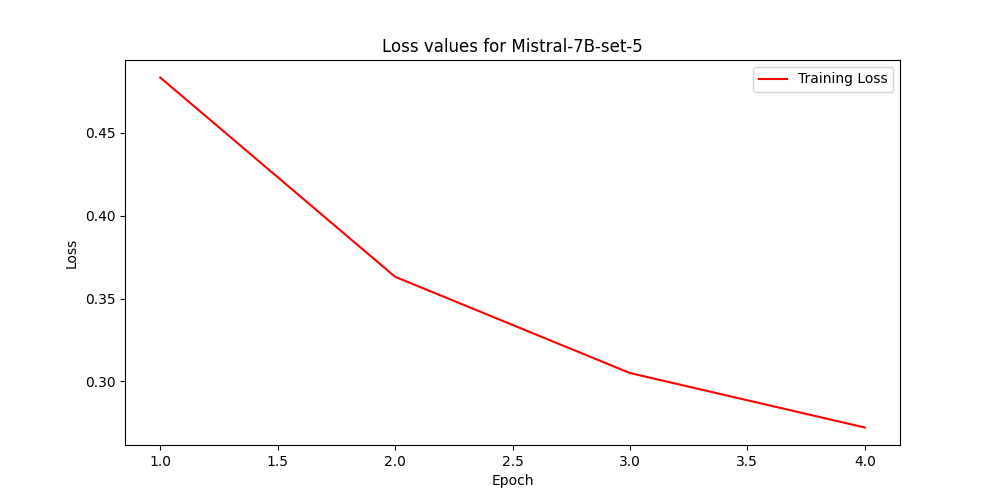 Loss values for Mistral-7B-set-5
Training Loss
0.45
0.40
0.35
0.30
Loss
1.0 1.5 2.0 2.5 3.0 3.5 4.0
Epoch